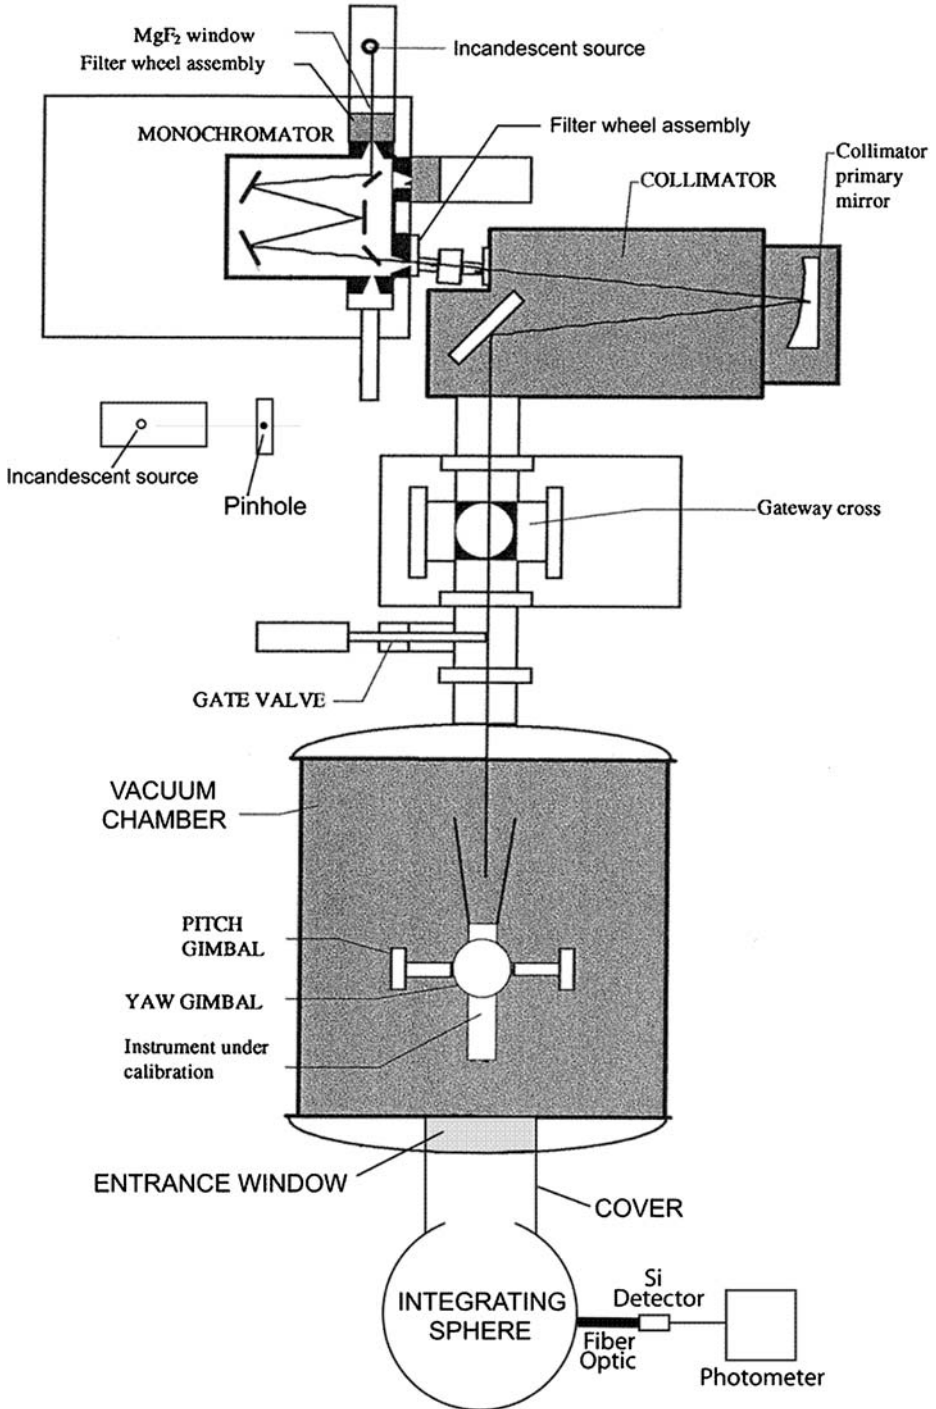 MgF₂ window
Incandescent source
Filter wheel assembly
MONOCHROMATOR
Filter wheel assembly
Collimator
primary
mirror
COLLIMATOR
Incandescent source
Pinhole
Gateway cross
GATE VALVE
VACUUM
CHAMBER
PITCH
GIMBAL
YAW GIMBAL
Instrument under
calibration
ENTRANCE WINDOW
COVER
INTEGRATING
SPHERE
Si
Detector
Fiber
Optic
Photometer